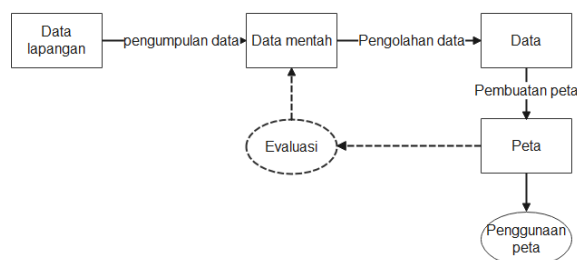 Data
lapangan
pengumpulan data
Data mentah
Pengolahan data
Data
Pembuatan peta
Evaluasi
Peta
Penggunaan
peta